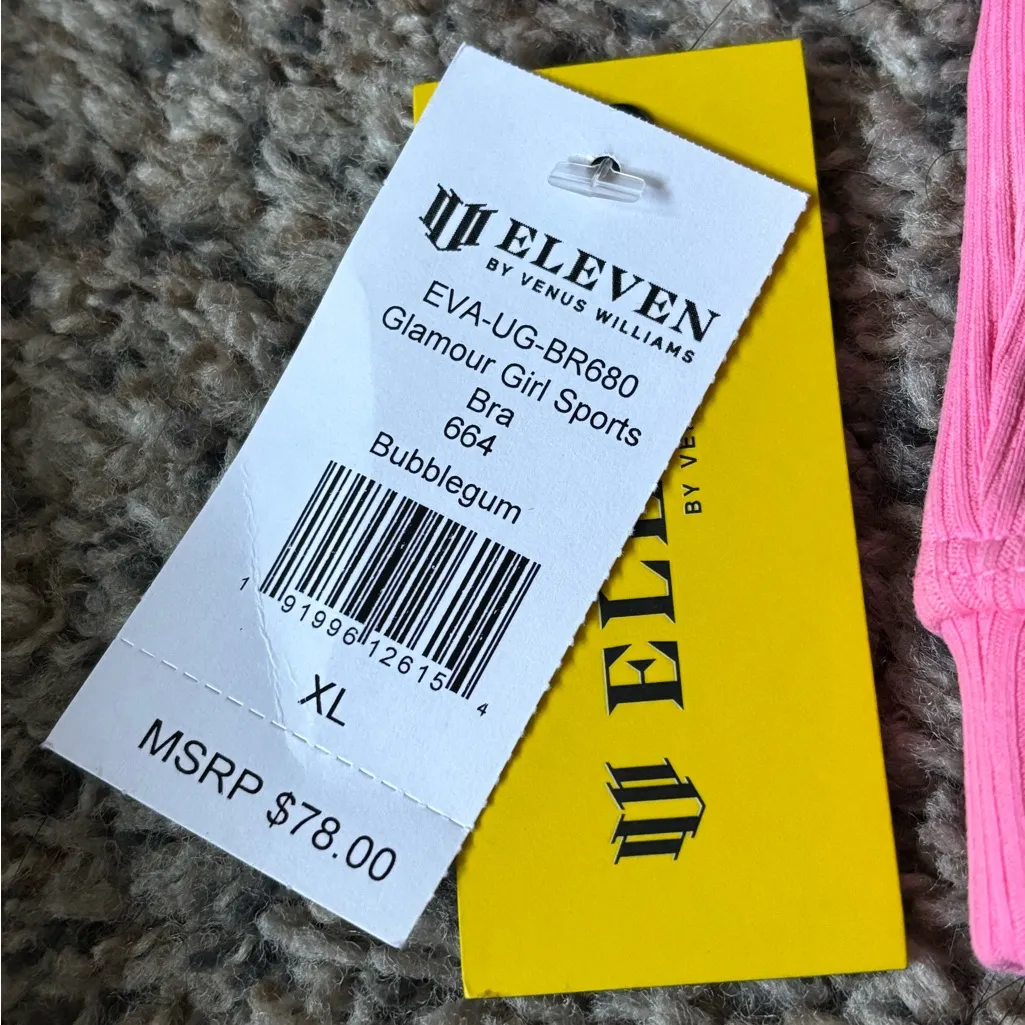 ELEVEN
BY VENUS WILLIAMS
EVA-UG-BR680
Glamour Girl Sports
Bra
664
Bubblegum
1 91996 12615 4
XL
MSRP $78.00
ELE
BY VE